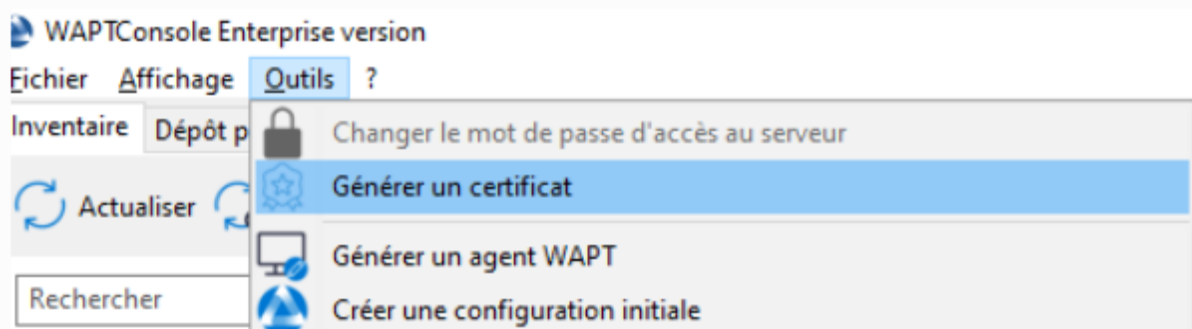 WAPTConsole Enterprise version
Fichier Affichage Outils ?
Inventaire Dépôt p
Changer le mot de passe d'accès au serveur
Générer un certificat
Actualiser
Générer un agent WAPT
Rechercher
Créer une configuration initiale